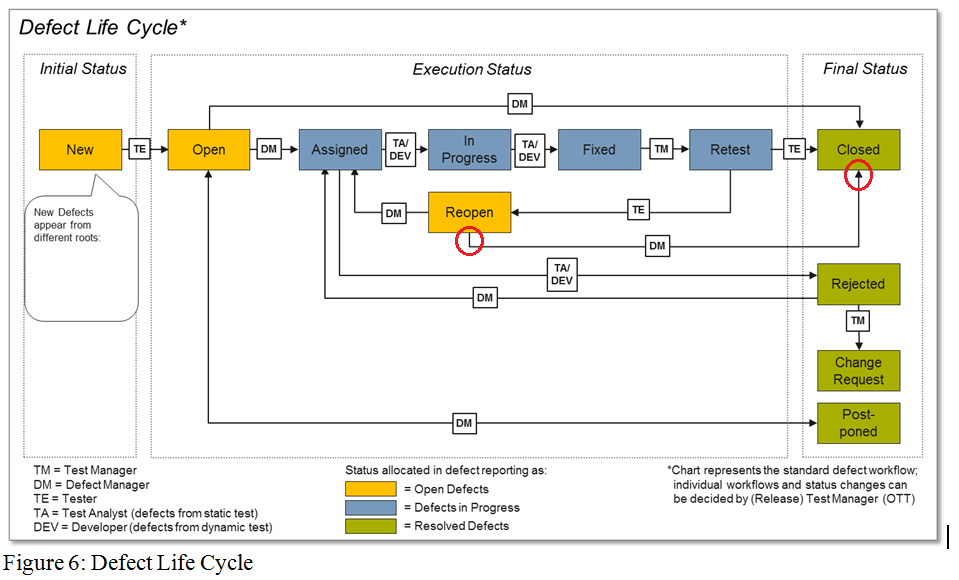 Defect Life Cycle*
Initial Status
Execution Status
Final Status
DM
New
TE
Open
DM
Assigned
TA/
DEV
In
Progress
TA/
DEV
Fixed
TM
Retest
TE
Closed
New Defects
appear from
different roots:
DM
Reopen
TE
DM
TA/
DEV
Rejected
DM
TM
Change
Request
DM
Post-
poned
TM = Test Manager
DM = Defect Manager
TE = Tester
TA = Test Analyst (defects from static test)
DEV = Developer (defects from dynamic test)
Status allocated in defect reporting as:
= Open Defects
= Defects in Progress
= Resolved Defects
*Chart represents the standard defect workflow;
individual workflows and status changes can
be decided by (Release) Test Manager (OTT)
Figure 6: Defect Life Cycle